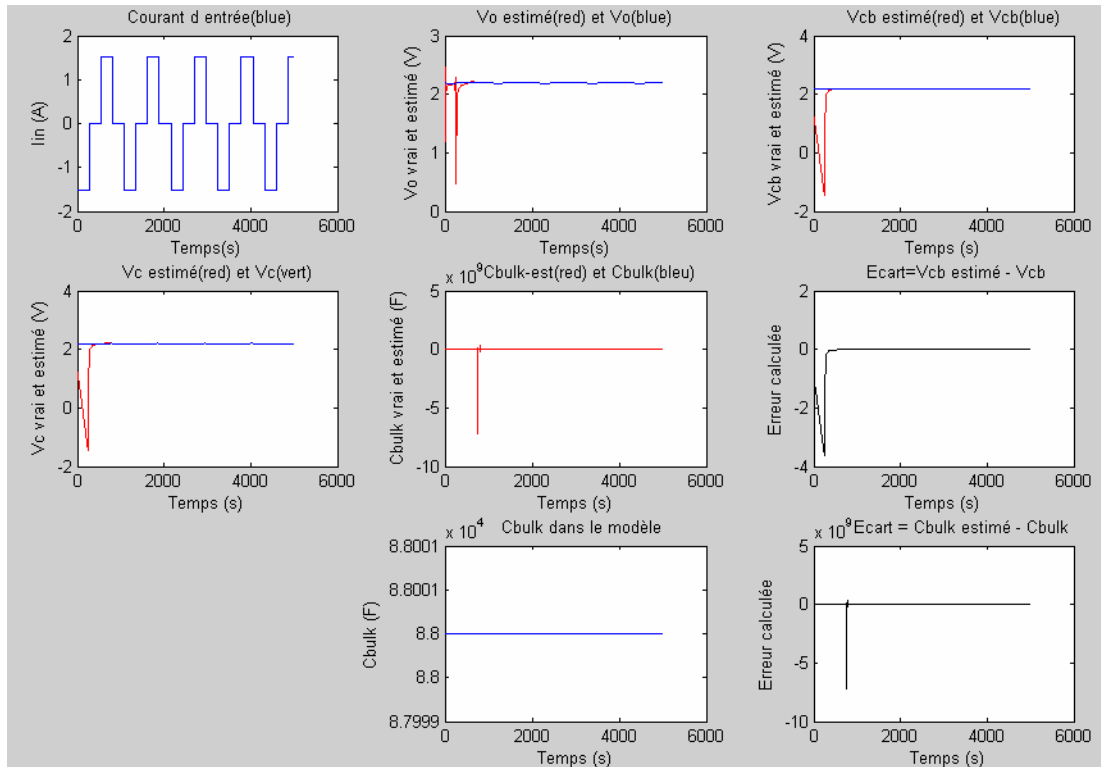 Courant d entrée(blue)
2
1
0
-1
-2
Iin (A)
0 2000 4000 6000
Temps(s)
Vo estimé(red) et Vo(blue)
3
2
1
0
Vo vrai et estimé (V)
0 2000 4000 6000
Temps (s)
Vcb estimé(red) et Vcb(blue)
4
2
0
-2
Vcb vrai et estimé (V)
0 2000 4000 6000
Temps (s)
Vc estimé(red) et Vc(vert)
4
2
0
-2
Vc vrai et estimé (V)
0 2000 4000 6000
Temps (s)
x 10^9 Cbulk-est(red) et Cbulk(bleu)
5
0
-5
-10
Cbulk vrai et estimé (F)
0 2000 4000 6000
Temps (s)
Ecart=Vcb estimé - Vcb
2
0
-2
-4
Erreur calculée
0 2000 4000 6000
Temps (s)
x 10^4 Cbulk dans le modèle
8.8001
8.8001
8.8
8.8
8.7999
Cbulk (F)
0 2000 4000 6000
Temps (s)
x 10^9 Ecart = Cbulk estimé - Cbulk
5
0
-5
-10
Erreur calculée
0 2000 4000 6000
Temps (s)